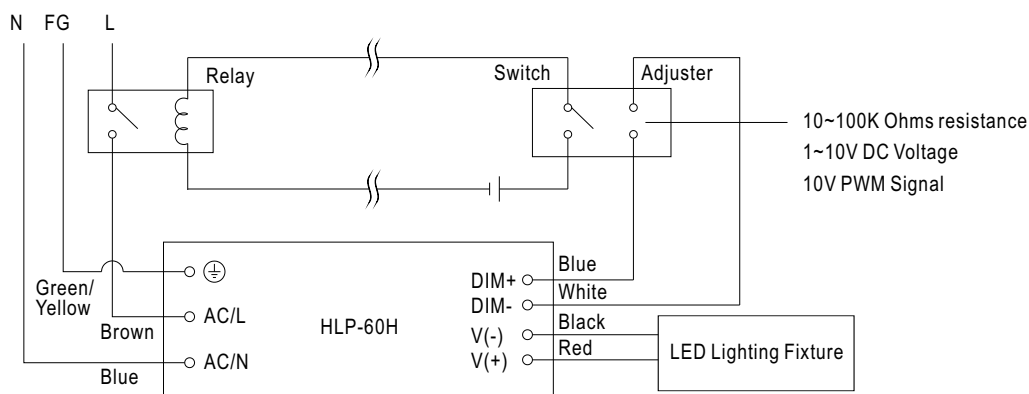 N FG L
Relay
Switch
Adjuster
10~100K Ohms resistance
1~10V DC Voltage
10V PWM Signal
Green/
Yellow
Brown
Blue
AC/L
AC/N
HLP-60H
DIM+
DIM-
V(-)
V(+)
Blue
White
Black
Red
LED Lighting Fixture